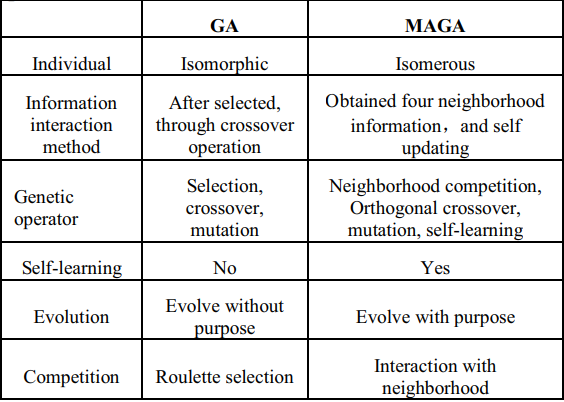 GA MAGA
Individual Isomorphic Isomerous
Information interaction method After selected, through crossover operation Obtained four neighborhood information，and self updating
Genetic operator Selection, crossover, mutation Neighborhood competition, Orthogonal crossover, mutation, self-learning
Self-learning No Yes
Evolution Evolve without purpose Evolve with purpose
Competition Roulette selection Interaction with neighborhood